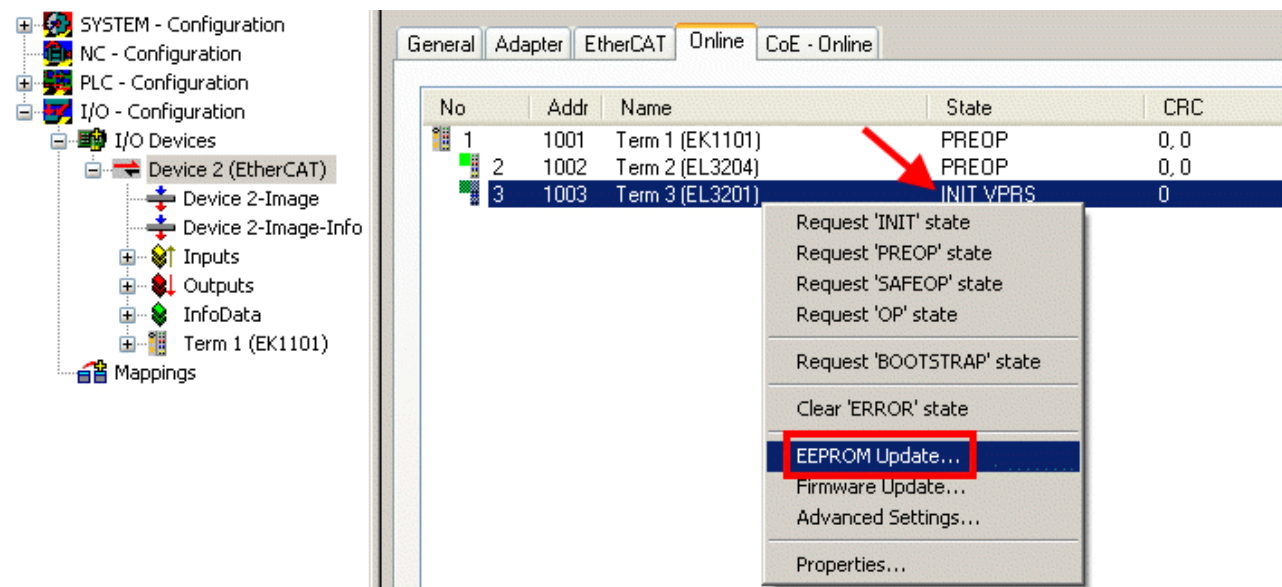 SYSTEM - Configuration
NC - Configuration
PLC - Configuration
I/O - Configuration
I/O Devices
Device 2 (EtherCAT)
Device 2-Image
Device 2-Image-Info
Inputs
Outputs
InfoData
Term 1 (EK1101)
Mappings
General Adapter EtherCAT Online CoE - Online
No Addr Name State CRC
1 1001 Term 1 (EK1101) PREOP 0, 0
2 1002 Term 2 (EL3204) PREOP 0, 0
3 1003 Term 3 (EL3201) INIT VPRS 0
Request 'INIT' state
Request 'PREOP' state
Request 'SAFEOP' state
Request 'OP' state
Request 'BOOTSTRAP' state
Clear 'ERROR' state
EEPROM Update...
Firmware Update...
Advanced Settings...
Properties...